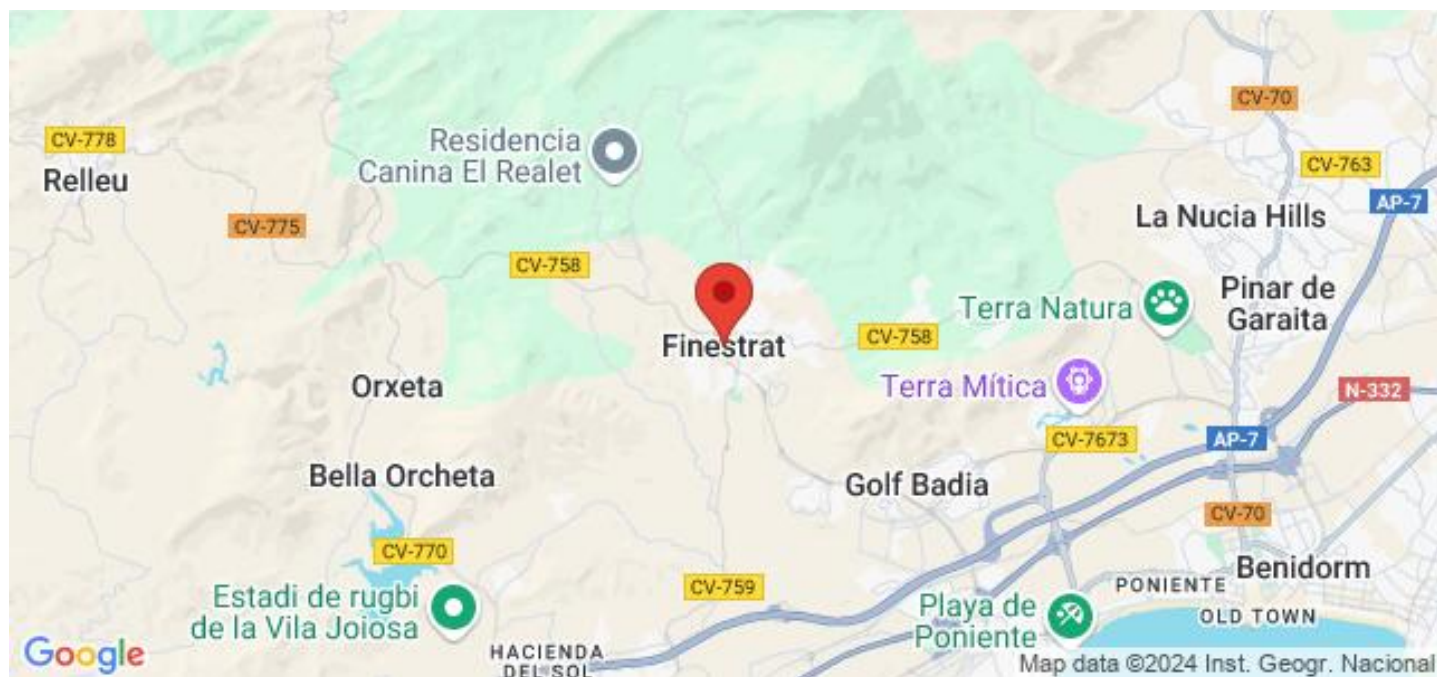 CV-70
CV-778
Residencia
Canina El Realet
CV-763
Relleu
AP-7
La Nucia Hills
CV-775
CV-758
Terra Natura
Pinar de
Garaita
Finestrat
CV-758
Orxeta
Terra Mítica
N-332
CV-7673
AP-7
Bella Orcheta
Golf Badia
CV-70
CV-770
Benidorm
CV-759
PONIENTE
Estadi de rugbi
de la Vila Joiosa
Playa de
Poniente
OLD TOWN
HACIENDA
DEL SOL
Google
Map data ©2024 Inst. Geogr. Nacional